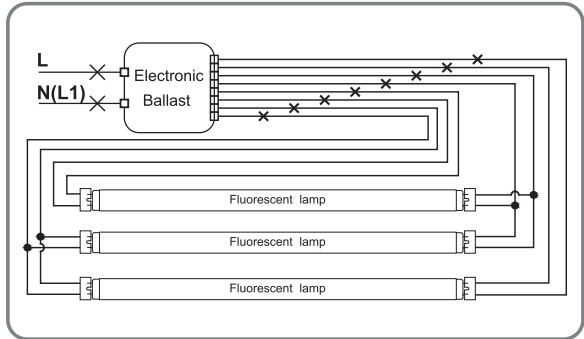 L
N(L1)
Electronic
Ballast
Fluorescent lamp
Fluorescent lamp
Fluorescent lamp